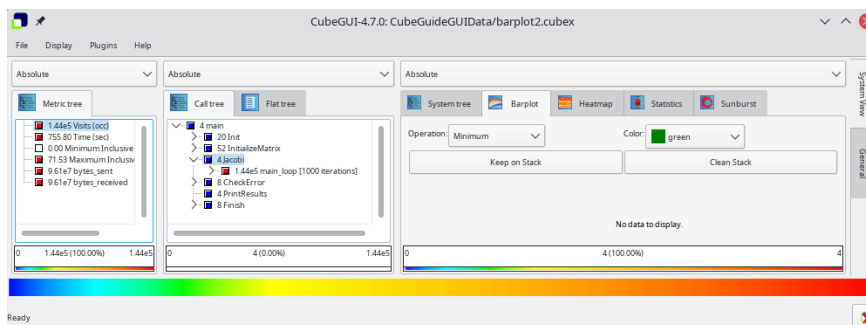 CubeGUI-4.7.0: CubeGuideGUIData/barplot2.cubex
File Display Plugins Help
Absolute
Absolute
Absolute
Metric tree
Call tree
Flat tree
System tree
Barplot
Heatmap
Statistics
Sunburst
1.44e5 Visits (occ)
755.80 Time (sec)
0.00 Minimum Inclusive
71.53 Maximum Inclusiv
9.61e7 bytes_sent
9.61e7 bytes_received
4 main
20 Init
52 InitializeMatrix
4 Jacobi
1.44e5 main_loop [1000 iterations]
8 CheckError
4 PrintResults
8 Finish
Operation: Minimum
Color: green
Keep on Stack
Clean Stack
No data to display.
0 1.44e5 (100.00%) 1.44e5
0 4 (0.00%) 1.44e5
0 4 (100.00%) 4
System View
General
Ready